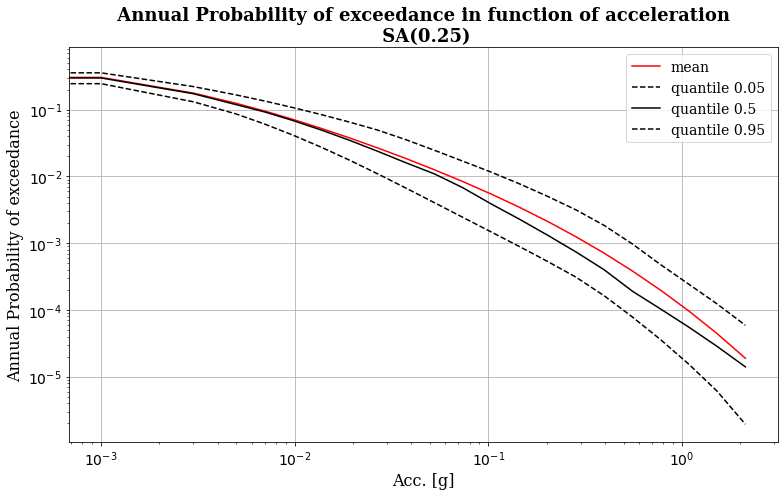 Annual Probability of exceedance in function of acceleration
SA(0.25)
mean
quantile 0.05
quantile 0.5
quantile 0.95
Annual Probability of exceedance
10⁻¹
10⁻²
10⁻³
10⁻⁴
10⁻⁵
10⁻³ 10⁻² 10⁻¹ 10⁰
Acc. [g]